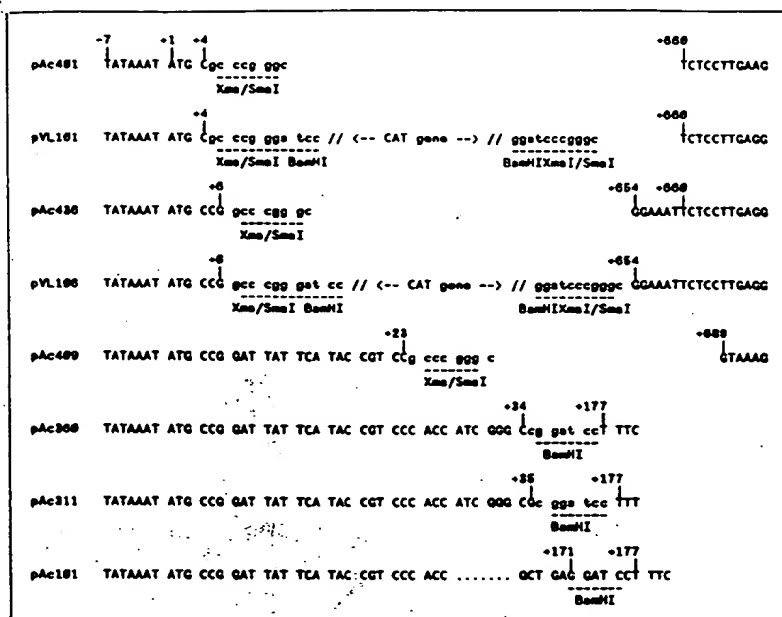 -7 +1 +4 +660
pAc401 TATAAAT ATG Cgc ccg ggc TCTCCTTGAAG
Xma/SmaI
+4 +660
pVL101 TATAAAT ATG Cgc ccg gga tcc // <-- CAT gene --> // ggatcccgggc TCTCCTTGAGG
Xma/SmaI BamHI BamHIXmaI/SmaI
+6 +654 +660
pAc436 TATAAAT ATG CCG gcc cgg gc GGAAATTCTCCTTGAGG
Xma/SmaI
+6 +654
pVL106 TATAAAT ATG CCG gcc cgg gat cc // <-- CAT gene --> // ggatcccgggc GGAAATTCTCCTTGAGG
Xma/SmaI BamHI BamHIXmaI/SmaI
+23 +689
pAc409 TATAAAT ATG CCG GAT TAT TCA TAC CGT CCg ccc ggg c GTAAAG
Xma/SmaI
+34 +177
pAc360 TATAAAT ATG CCG GAT TAT TCA TAC CGT CCC ACC ATC GGG Ccg gat ccT TTC
BamHI
+35 +177
pAc311 TATAAAT ATG CCG GAT TAT TCA TAC CGT CCC ACC ATC GGG CGc gga tcc TTT
BamHI
+171 +177
pAc101 TATAAAT ATG CCG GAT TAT TCA TAC CGT CCC ACC ....... GCT GAG GAT CCT TTC
BamHI